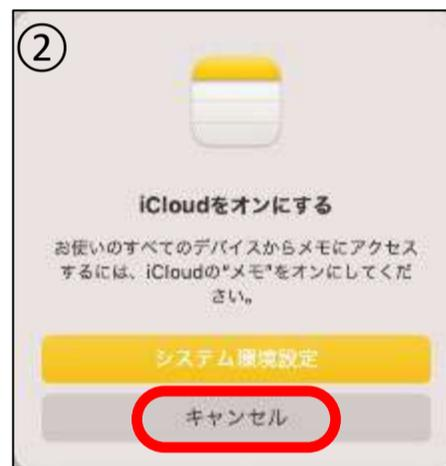 ②
iCloudをオンにする
お使いのすべてのデバイスからメモにアクセス
するには、iCloudの"メモ"をオンにしてくだ
さい。
システム環境設定
キャンセル